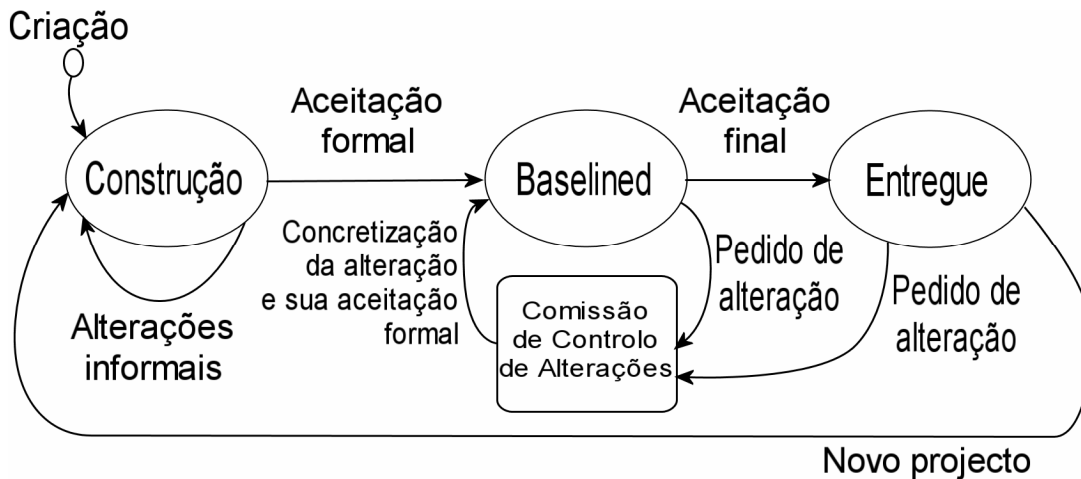 Criação
Aceitação
formal
Aceitação
final
Construção
Baselined
Entregue
Concretização
da alteração
e sua aceitação
formal
Pedido de
alteração
Pedido de
alteração
Comissão
de Controlo
de Alterações
Alterações
informais
Novo projecto